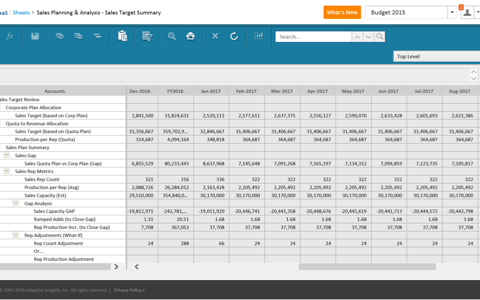 aaS Sheets › Sales Planning & Analysis - Sales Target Summary What's New Budget 2015
Search...
Top Level
Accounts Dec-2016 FY2016 Jan-2017 Feb-2017 Mar-2017 Apr-2017 May-2017 Jun-2017 Jul-2017 Aug-2017
Sales Target Review
Corporate Plan Allocation
Sales Target (based on Corp Plan) 2,841,500 31,824,631 2,520,113 2,577,611 2,637,375 2,556,127 2,590,070 2,633,428 2,601,693 2,621,386
Quota to Revenue Allocation
Sales Target (based on Quota Plan) 31,356,667 359,702,9... 32,846,667 31,406,667 31,406,667 31,406,667 31,406,667 31,406,667 31,406,667 31,406,667
Production per Rep (Quota) 314,687 4,094,164 348,818 364,687 364,687 364,687 364,687 364,687 364,687 364,687
Sales Plan Summary
Sales Gap
Sales Quota Plan vs Corp Plan (Gap) 6,855,529 80,233,443 8,637,968 7,145,648 7,091,268 7,165,197 7,134,312 7,094,859 7,123,735 7,105,817
Sales Rep Metrics
Sales Rep Count 321 316 336 322 322 322 322 322 322 322
Production per Rep (Avg) 2,088,726 26,284,012 2,163,428 2,205,492 2,205,492 2,205,492 2,205,492 2,205,492 2,205,492 2,205,492
Sales Capacity (Est) 29,510,000 354,840,0... 30,170,000 30,170,000 30,170,000 30,170,000 30,170,000 30,170,000 30,170,000 30,170,000
Gap Analysis
Sales Capacity GAP -19,812,971 -242,781,... -19,011,920 -20,446,741 -20,441,358 -20,448,676 -20,445,619 -20,441,713 -20,444,572 -20,442,798
Ramped Adds (to Close Gap) 1.31 20.51 1.68 1.68 1.68 1.68 1.68 1.68 1.68 1.68
Rep Production Incr. (to Close Gap) 7,708 367,053 37,708 37,708 37,708 37,708 37,708 37,708 37,708 37,708
Rep Adjustments (What-If)
Rep Count Adjustment 24 288 66 24 24 24 24 24 24 24
Or...
Rep Production Adjustment
© 2004-2016 Adaptive Insights, Inc. All rights reserved. | Privacy Policy